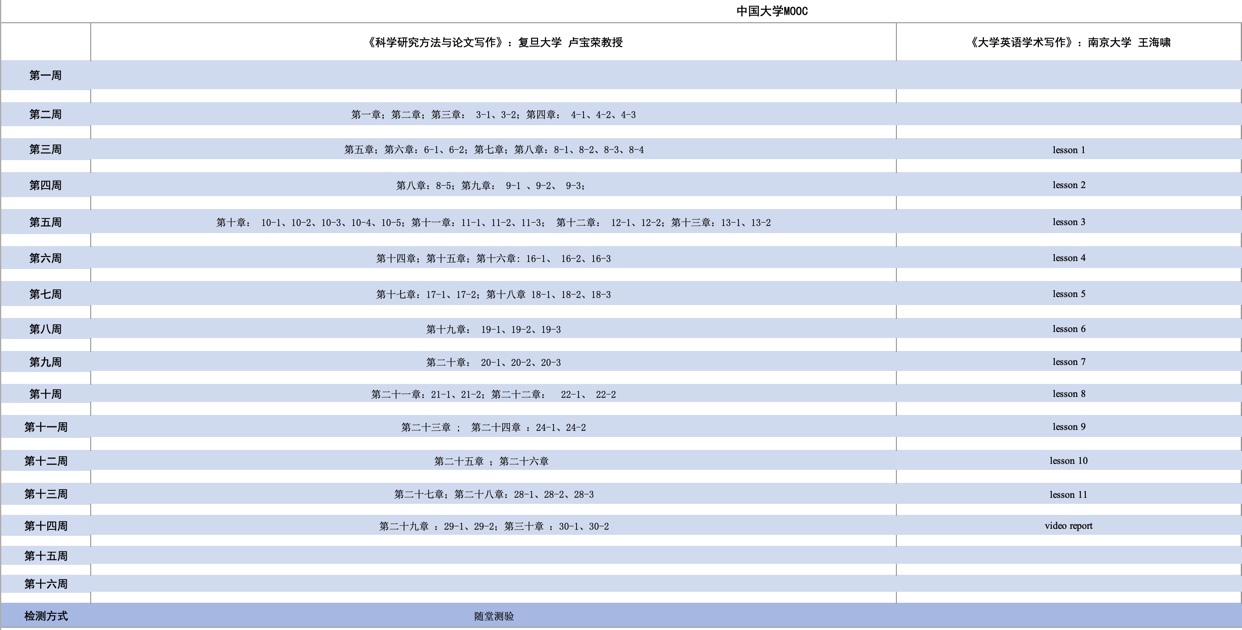 中国大学MOOC
《科学研究方法与论文写作》：复旦大学 卢宝荣教授 《大学英语学术写作》：南京大学 王海啸
第一周
第二周 第一章；第二章；第三章： 3-1、3-2；第四章： 4-1、4-2、4-3
第三周 第五章；第六章：6-1、6-2；第七章；第八章：8-1、8-2、8-3、8-4 lesson 1
第四周 第八章：8-5；第九章： 9-1 、9-2、 9-3； lesson 2
第五周 第十章： 10-1、10-2、10-3、10-4、10-5；第十一章：11-1、11-2、11-3； 第十二章： 12-1、12-2；第十三章：13-1、13-2 lesson 3
第六周 第十四章；第十五章；第十六章：16-1、 16-2、16-3 lesson 4
第七周 第十七章：17-1、17-2；第十八章 18-1、18-2、18-3 lesson 5
第八周 第十九章： 19-1、19-2、19-3 lesson 6
第九周 第二十章： 20-1、20-2、20-3 lesson 7
第十周 第二十一章：21-1、21-2；第二十二章： 22-1、 22-2 lesson 8
第十一周 第二十三章 ； 第二十四章 ：24-1、24-2 lesson 9
第十二周 第二十五章 ；第二十六章 lesson 10
第十三周 第二十七章；第二十八章：28-1、28-2、28-3 lesson 11
第十四周 第二十九章 ：29-1、29-2；第三十章 ：30-1、30-2 video report
第十五周
第十六周
检测方式 随堂测验